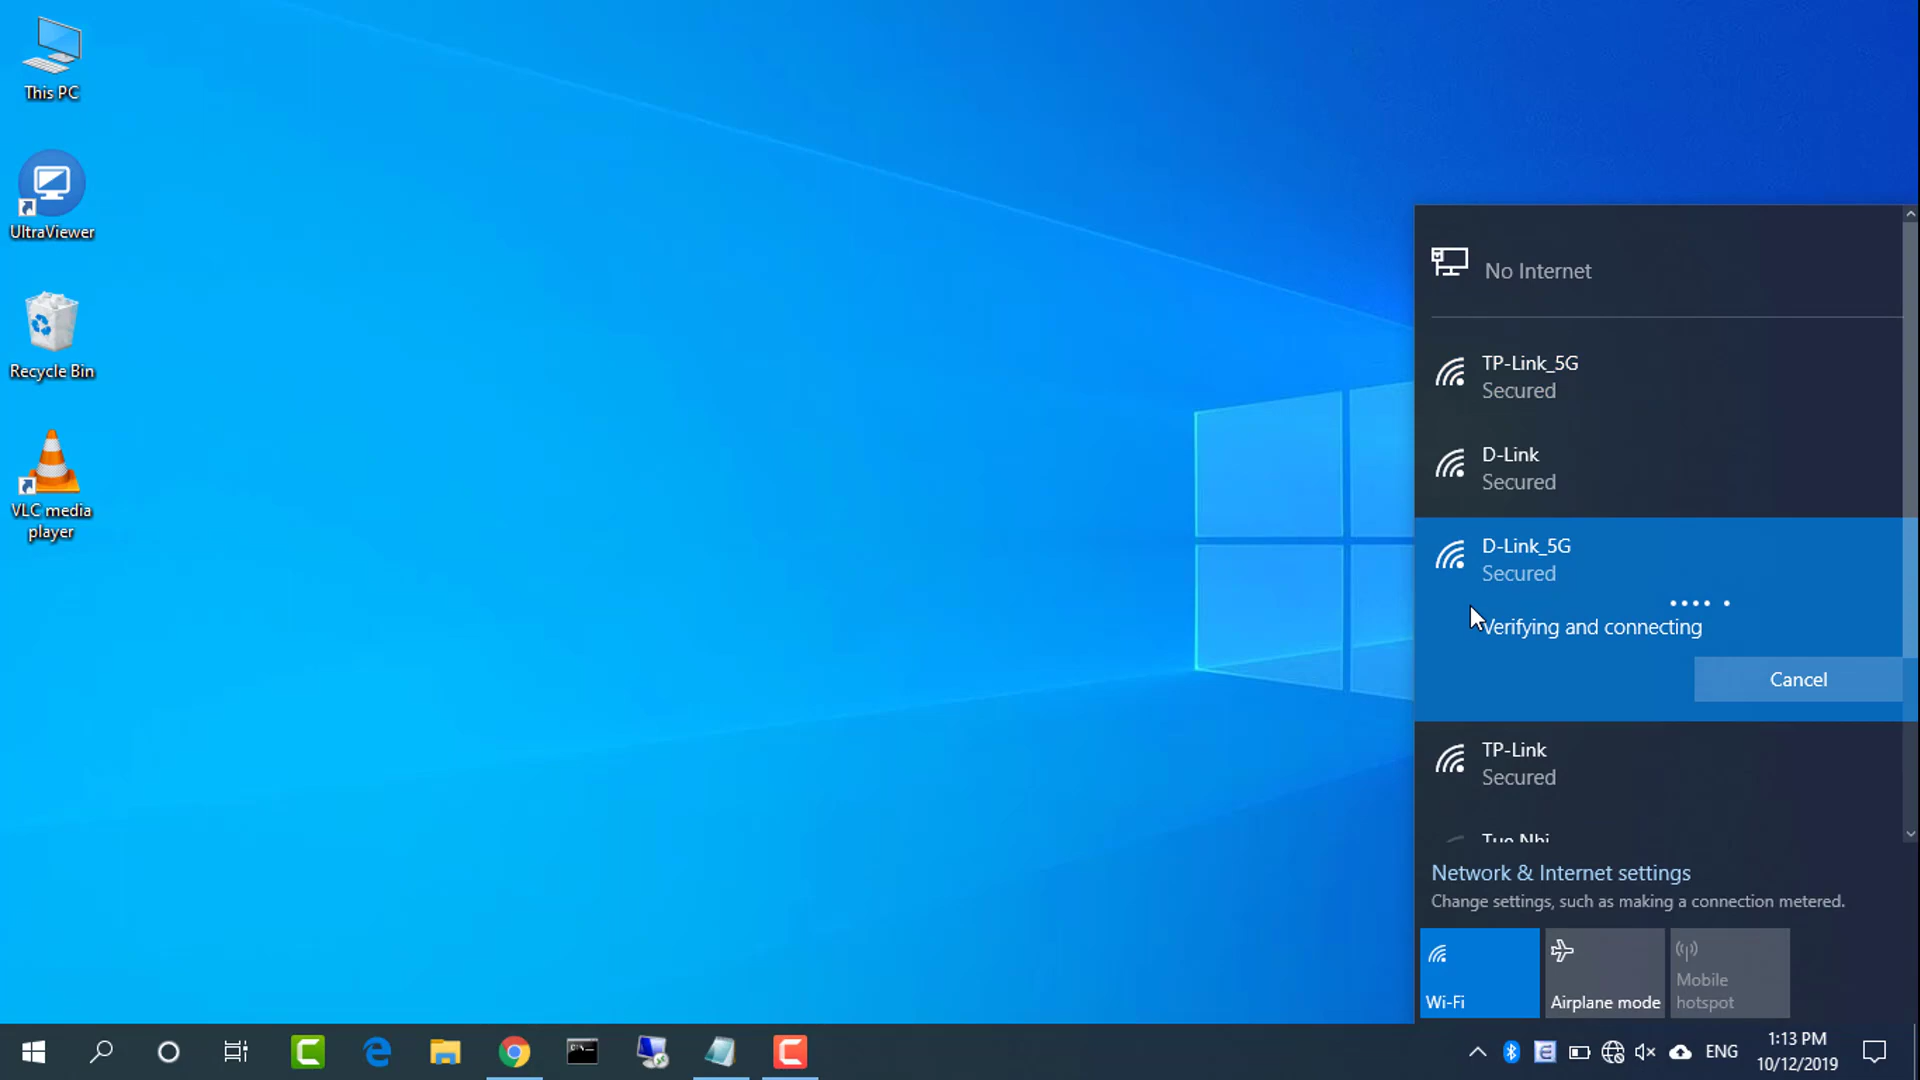 This PC
UltraViewer
Recycle Bin
VLC media
player
No Internet
TP-Link_5G
Secured
D-Link
Secured
D-Link_5G
Secured
Verifying and connecting
Cancel
TP-Link
Secured
Tue Nhi
Network & Internet settings
Change settings, such as making a connection metered.
Wi-Fi
Airplane mode
Mobile
hotspot
ENG
1:13 PM
10/12/2019